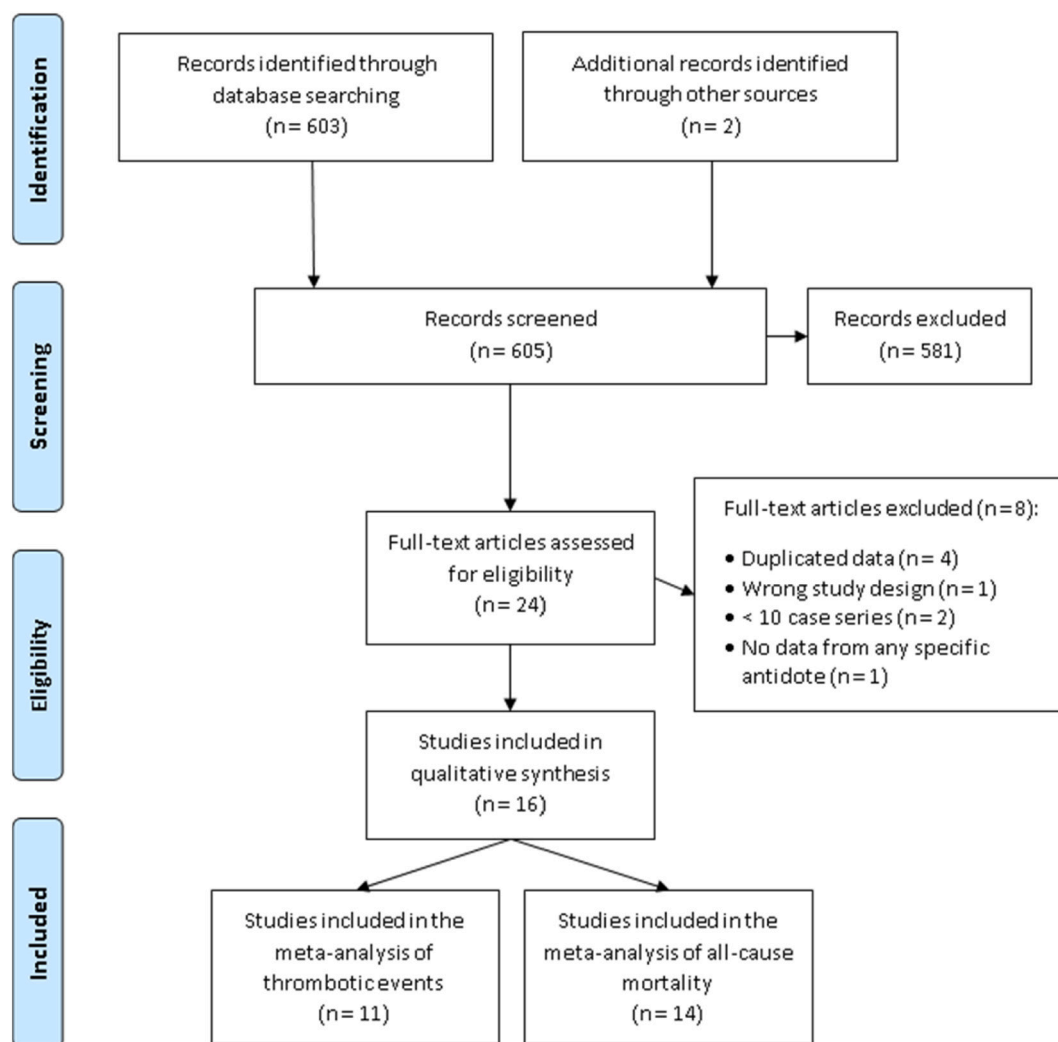 Identification
Records identified through
database searching
(n= 603)
Additional records identified
through other sources
(n= 2)
Screening
Records screened
(n= 605)
Records excluded
(n= 581)
Eligibility
Full-text articles assessed
for eligibility
(n= 24)
Full-text articles excluded (n=8):
• Duplicated data (n= 4)
• Wrong study design (n= 1)
• < 10 case series (n= 2)
• No data from any specific
antidote (n= 1)
Studies included in
qualitative synthesis
(n= 16)
Included
Studies included in the
meta-analysis of
thrombotic events
(n= 11)
Studies included in the
meta-analysis of all-cause
mortality
(n= 14)